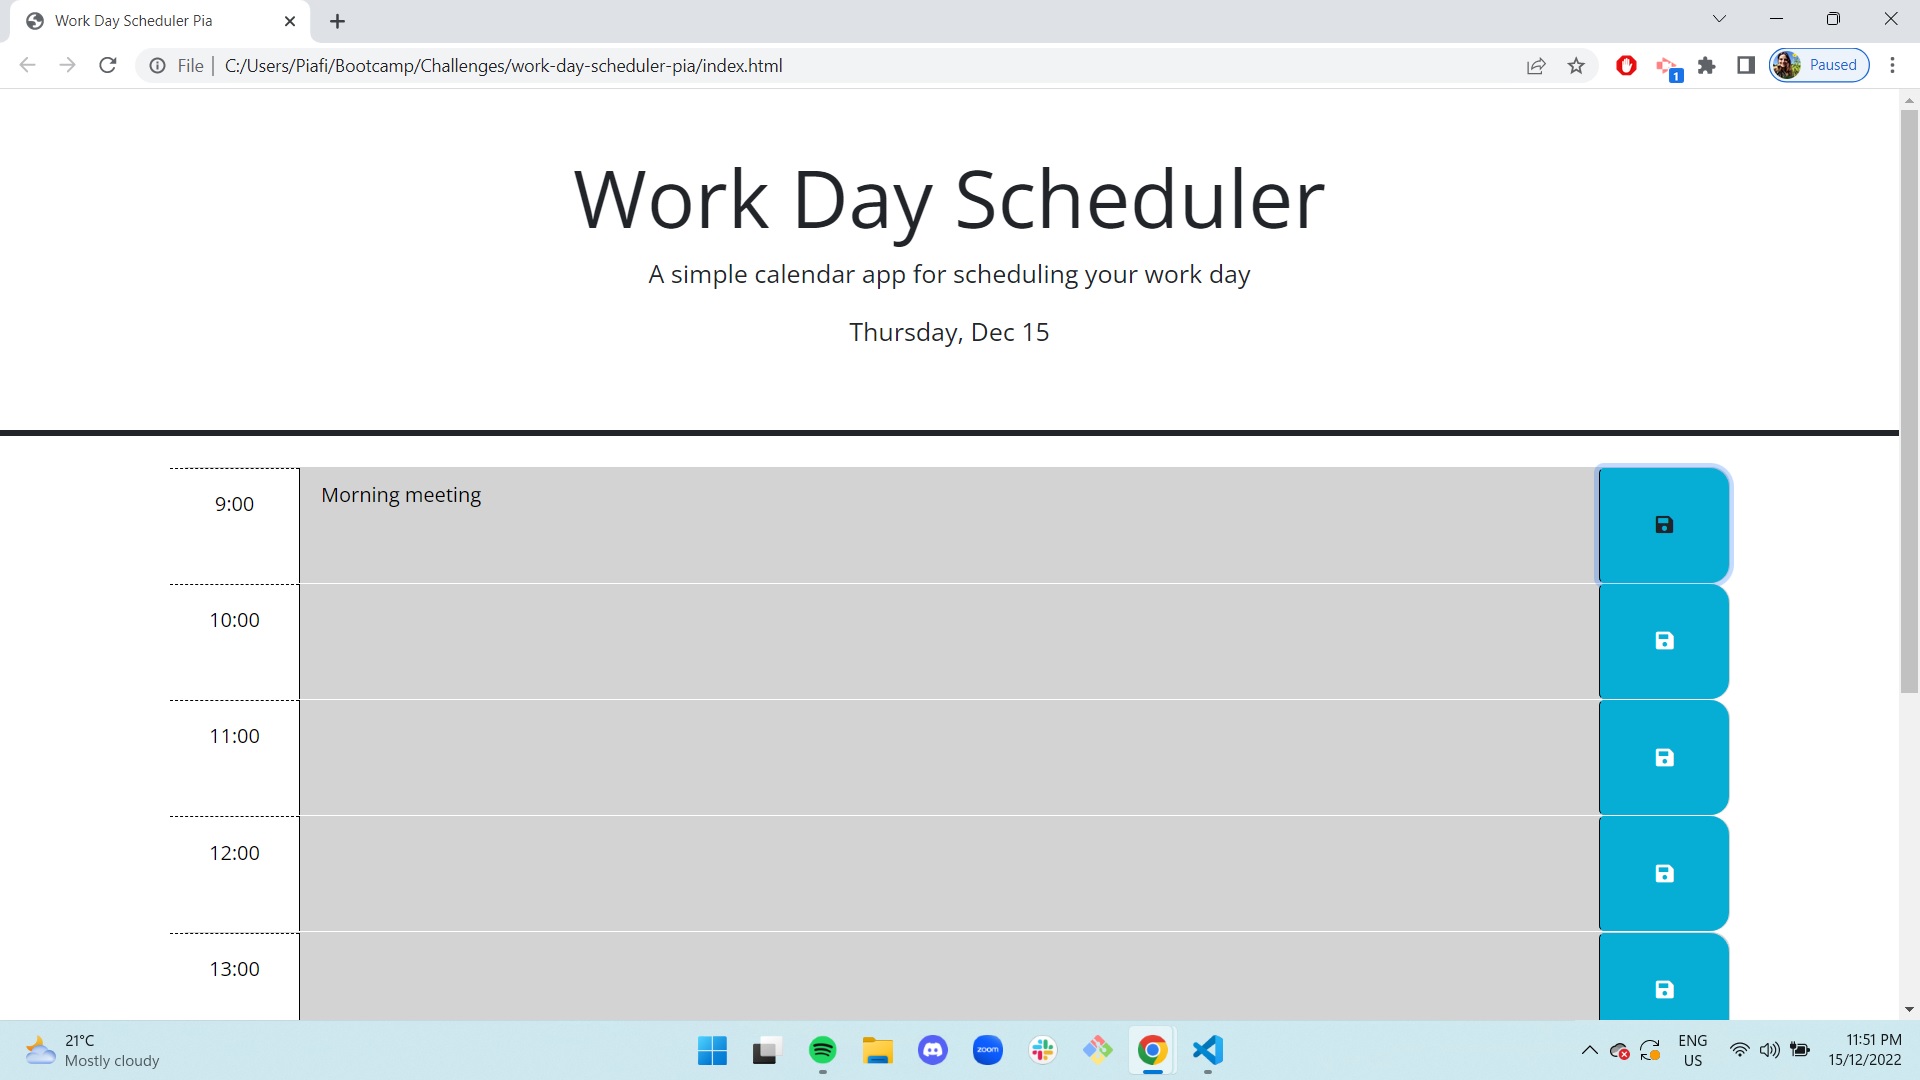 Work Day Scheduler Pia
File
C:/Users/Piafi/Bootcamp/Challenges/work-day-scheduler-pia/index.html
1
Paused
Work Day Scheduler
A simple calendar app for scheduling your work day
Thursday, Dec 15
9:00
Morning meeting
10:00
11:00
12:00
13:00
21°C
Mostly cloudy
zoom
ENG
US
11:51 PM
15/12/2022